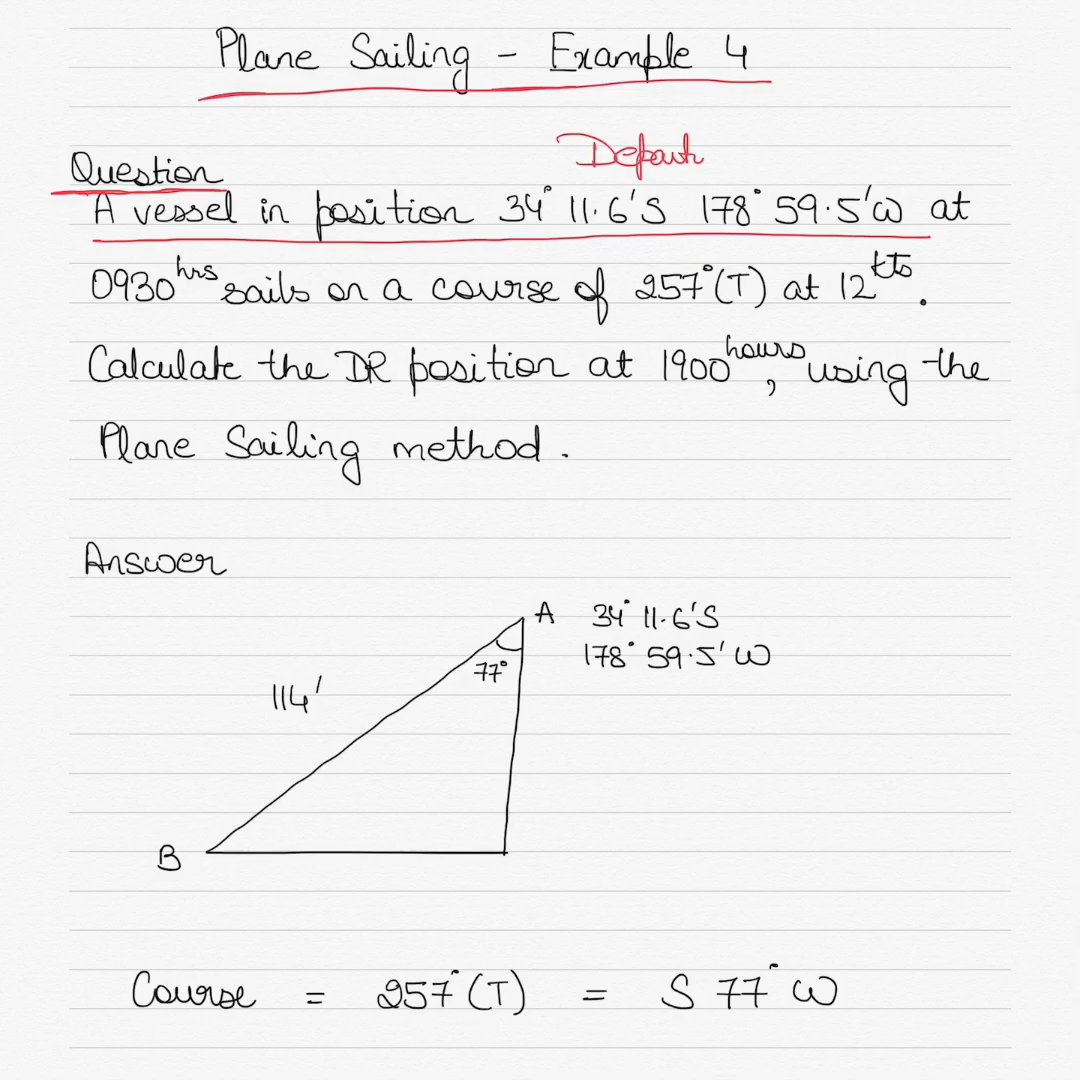 Plane Sailing - Example 4
Depart
Question
A vessel in position 34° 11.6'S 178° 59.5'W at
0930hrs sails on a course of 257°(T) at 12kts.
Calculate the DR position at 1900hours, using the
Plane Sailing method.
Answer
A 34° 11.6'S
178° 59.5' W
77°
114'
B
Course = 257°(T) = S 77° W